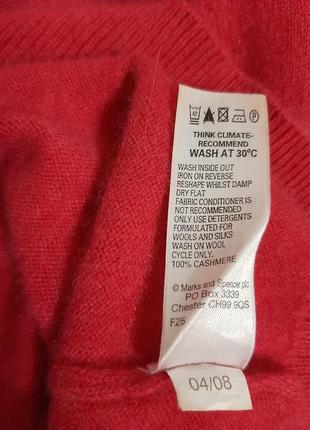 THINK CLIMATE-
RECOMMEND
WASH AT 30°C
WASH INSIDE OUT
IRON ON REVERSE
RESHAPE WHILST DAMP
DRY FLAT
FABRIC CONDITIONER IS
NOT RECOMMENDED
ONLY USE DETERGENTS
FORMULATED FOR
WOOLS AND SILKS
WASH ON WOOL
CYCLE ONLY.
100% CASHMERE
© Marks and Spencer plc
PO Box 3339
Chester CH99 9QS
F25
04/08